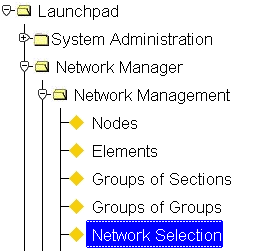 Launchpad
System Administration
Network Manager
Network Management
Nodes
Elements
Groups of Sections
Groups of Groups
Network Selection